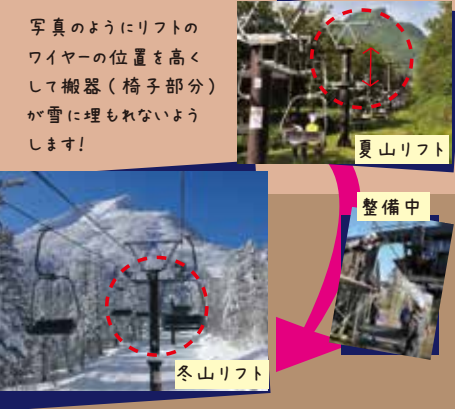 写真のようにリフトの
ワイヤーの位置を高く
して搬器（椅子部分）
が雪に埋もれないよう
します！
夏山リフト
整備中
冬山リフト